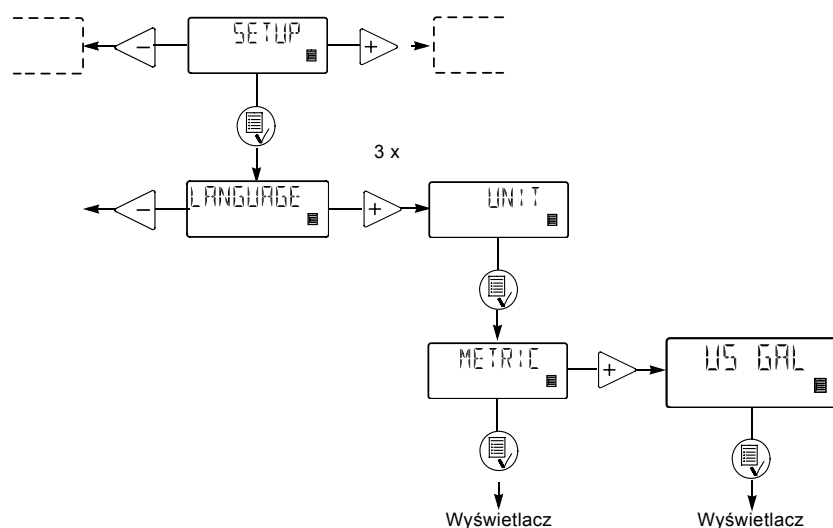 SETUP
- +
3 x
LANGUAGE
- +
UNIT
METRIC
+
US GAL
Wyświetlacz
Wyświetlacz